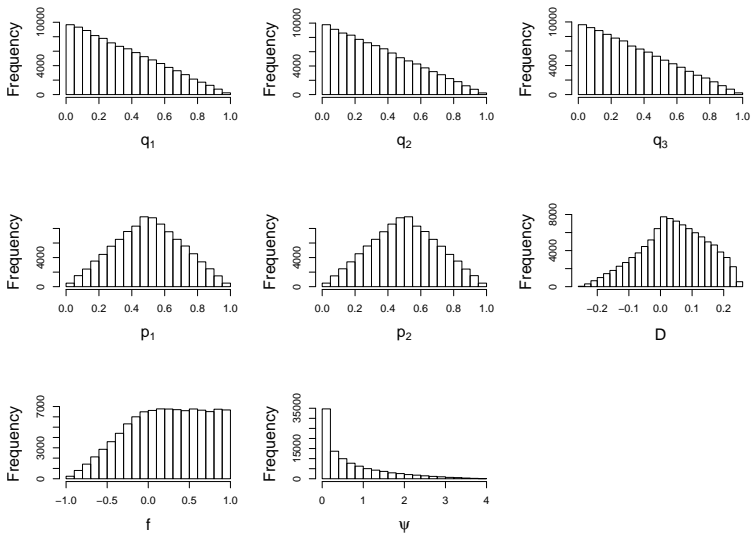 Frequency
10000
4000
0
0.0 0.2 0.4 0.6 0.8 1.0
q1
Frequency
10000
4000
0
0.0 0.2 0.4 0.6 0.8 1.0
q2
Frequency
10000
4000
0
0.0 0.2 0.4 0.6 0.8 1.0
q3
Frequency
4000
0
0.0 0.2 0.4 0.6 0.8 1.0
p1
Frequency
4000
0
0.0 0.2 0.4 0.6 0.8 1.0
p2
Frequency
8000
4000
0
−0.2 −0.1 0.0 0.1 0.2
D
Frequency
7000
3000
0
−1.0 −0.5 0.0 0.5 1.0
f
Frequency
35000
15000
0
0 1 2 3 4
ψ